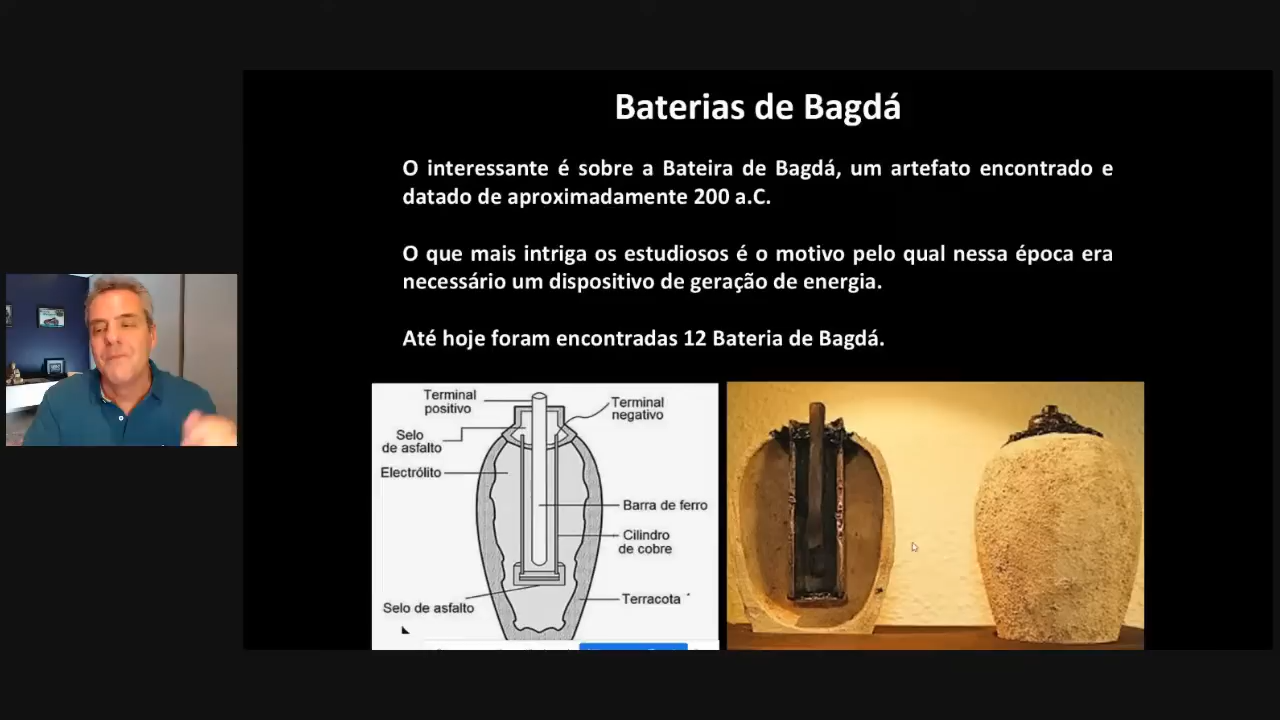 Baterias de Bagdá
O interessante é sobre a Bateira de Bagdá, um artefato encontrado e
datado de aproximadamente 200 a.C.
O que mais intriga os estudiosos é o motivo pelo qual nessa época era
necessário um dispositivo de geração de energia.
Até hoje foram encontradas 12 Bateria de Bagdá.
Terminal
positivo
Terminal
negativo
Selo
de asfalto
Electrólito
Barra de ferro
Cilindro
de cobre
Selo de asfalto
Terracota